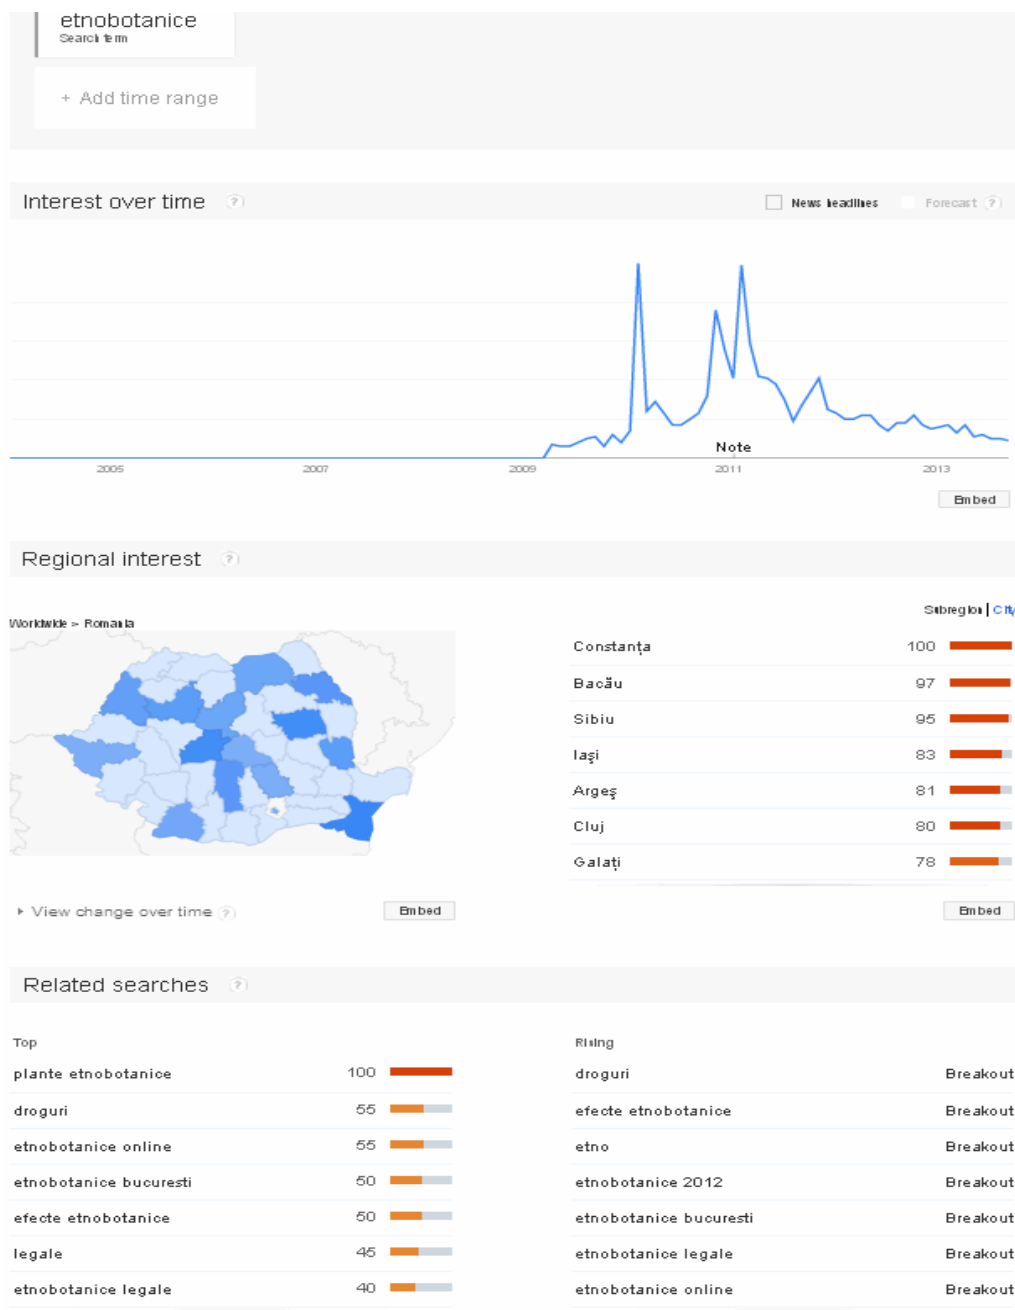 etnobotanice
Search term
+ Add time range
Interest over time ?
News headlines
Forecast ?
Note
2005 2007 2009 2011 2013
Embed
Regional interest ?
Worldwide > Romania
Subregion | City
Constanța 100
Bacău 97
Sibiu 95
Iași 83
Argeș 81
Cluj 80
Galați 78
View change over time ?
Embed
Embed
Related searches ?
Top
plante etnobotanice 100
droguri 55
etnobotanice online 55
etnobotanice bucuresti 50
efecte etnobotanice 50
legale 45
etnobotanice legale 40
Rising
droguri Breakout
efecte etnobotanice Breakout
etno Breakout
etnobotanice 2012 Breakout
etnobotanice bucuresti Breakout
etnobotanice legale Breakout
etnobotanice online Breakout